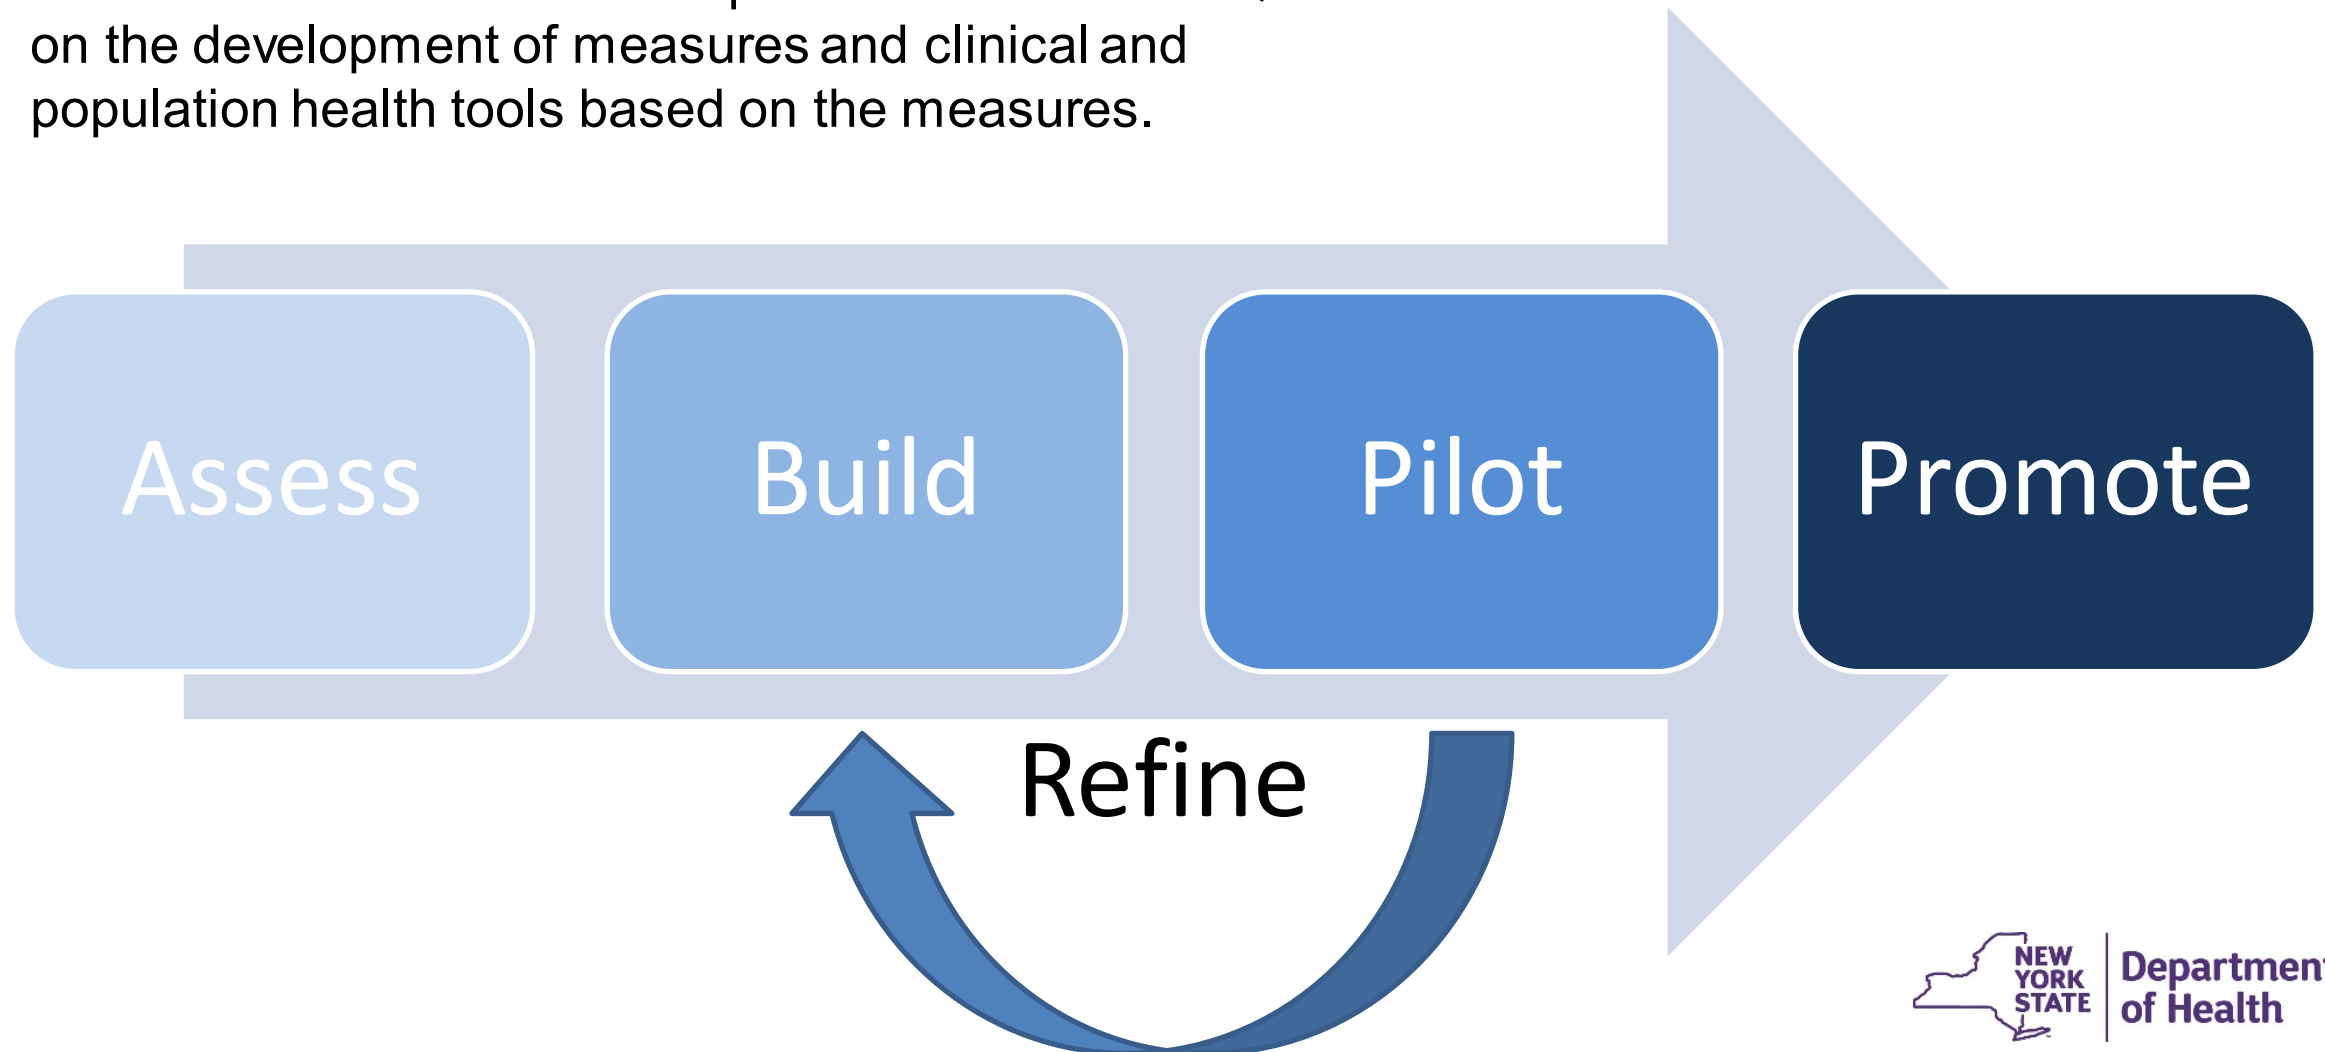 on the development of measures and clinical and
population health tools based on the measures.
Assess
Build
Pilot
Promote
Refine
NEW
YORK
STATE
Department
of Health